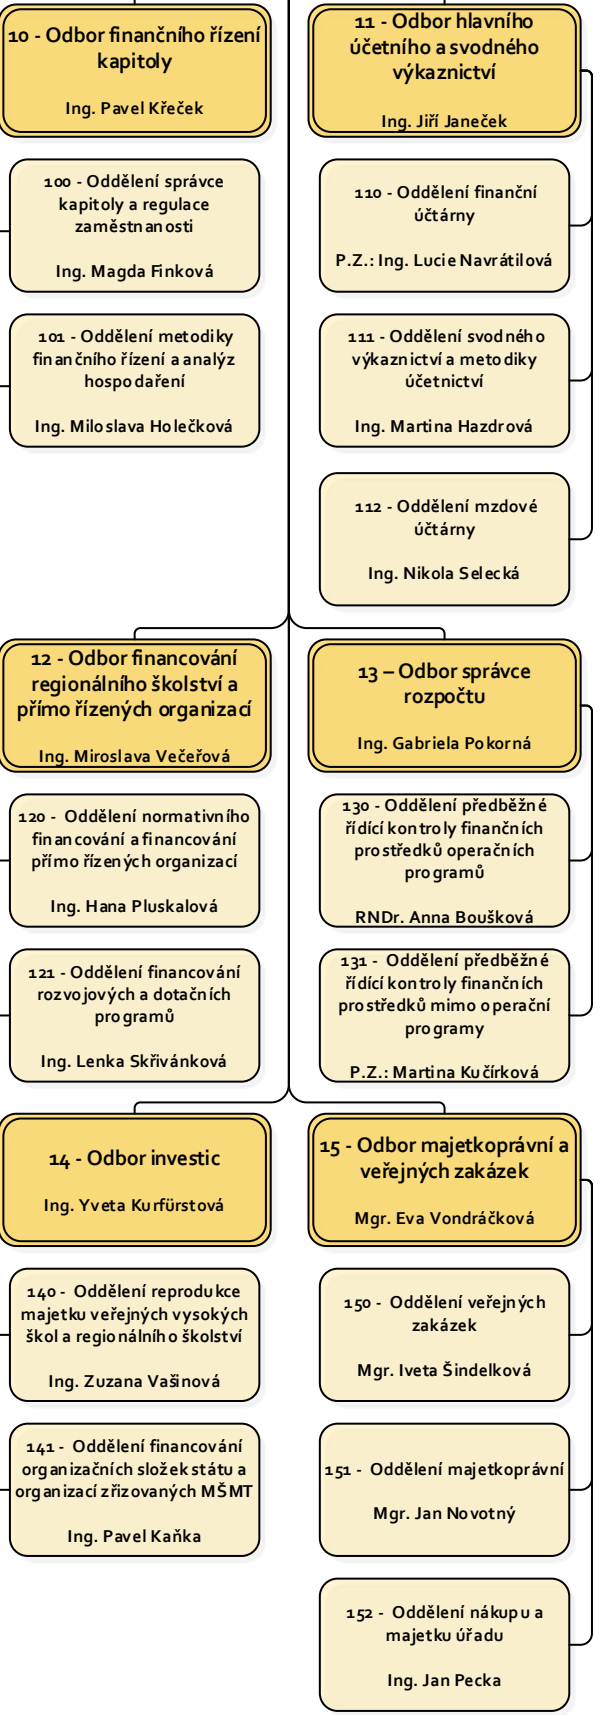 10 - Odbor finančního řízení
kapitoly
Ing. Pavel Křeček
100 - Oddělení správce
kapitoly a regulace
zaměstnanosti
Ing. Magda Finková
101 - Oddělení metodiky
finančního řízení a analýz
hospodaření
Ing. Miloslava Holečková
11 - Odbor hlavního
účetního a svodného
výkaznictví
Ing. Jiří Janeček
110 - Oddělení finanční
účtárny
P.Z.: Ing. Lucie Navrátilová
111 - Oddělení svodného
výkaznictví a metodiky
účetnictví
Ing. Martina Hazdrová
112 - Oddělení mzdové
účtárny
Ing. Nikola Selecká
12 - Odbor financování
regionálního školství a
přímo řízených organizací
Ing. Miroslava Večeřová
120 - Oddělení normativního
financování a financování
přímo řízených organizací
Ing. Hana Pluskalová
121 - Oddělení financování
rozvojových a dotačních
programů
Ing. Lenka Skřivánková
13 – Odbor správce
rozpočtu
Ing. Gabriela Pokorná
130 - Oddělení předběžné
řídící kontroly finančních
prostředků operačních
programů
RNDr. Anna Boušková
131 - Oddělení předběžné
řídící kontroly finančních
prostředků mimo operační
programy
P.Z.: Martina Kučírková
14 - Odbor investic
Ing. Yveta Kurfürstová
140 - Oddělení reprodukce
majetku veřejných vysokých
škol a regionálního školství
Ing. Zuzana Vašinová
141 - Oddělení financování
organizačních složek státu a
organizací zřizovaných MŠMT
Ing. Pavel Kaňka
15 - Odbor majetkoprávní a
veřejných zakázek
Mgr. Eva Vondráčková
150 - Oddělení veřejných
zakázek
Mgr. Iveta Šindelková
151 - Oddělení majetkoprávní
Mgr. Jan Novotný
152 - Oddělení nákupu a
majetku úřadu
Ing. Jan Pecka